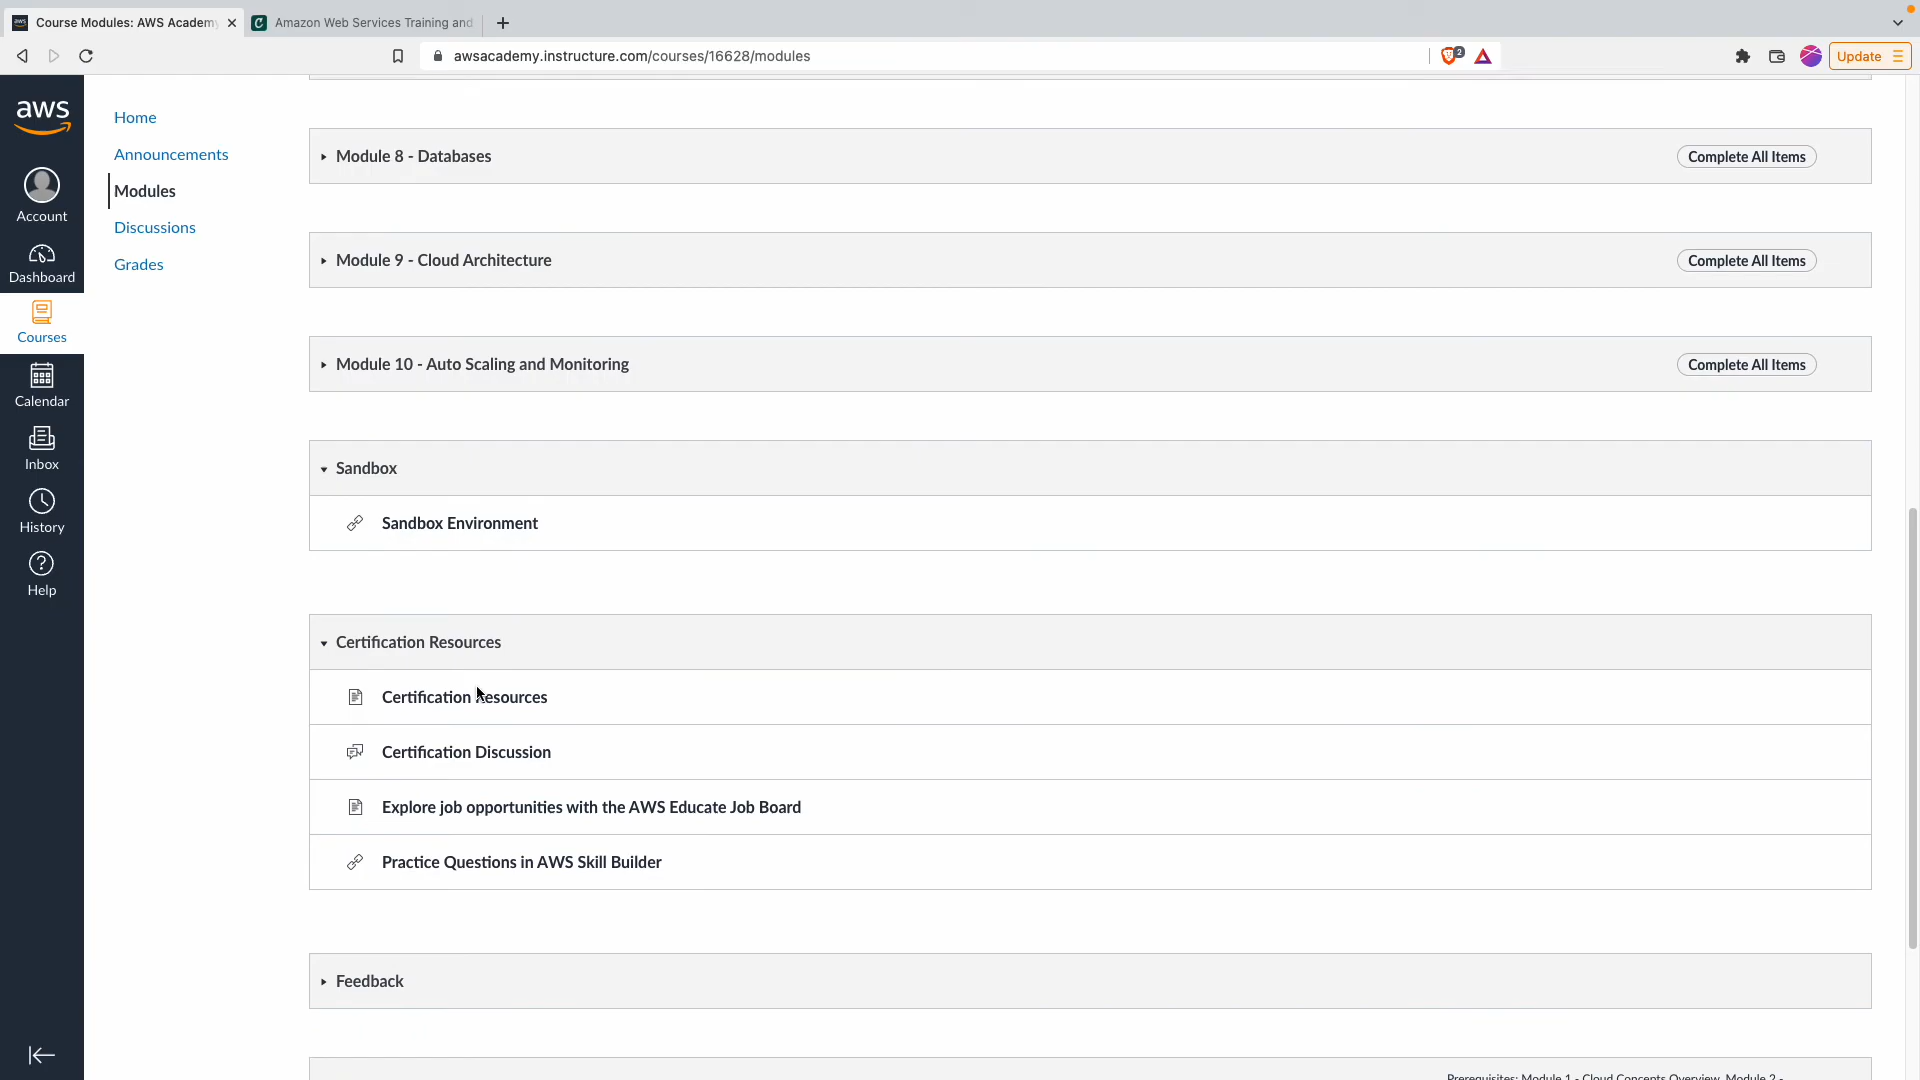 Course Modules: AWS Academy
Amazon Web Services Training and
awsacademy.instructure.com/courses/16628/modules
2
Update
aws
Account
Dashboard
Courses
Calendar
Inbox
History
Help
Home
Announcements
Modules
Discussions
Grades
Module 8 - Databases
Complete All Items
Module 9 - Cloud Architecture
Complete All Items
Module 10 - Auto Scaling and Monitoring
Complete All Items
Sandbox
Sandbox Environment
Certification Resources
Certification Resources
Certification Discussion
Explore job opportunities with the AWS Educate Job Board
Practice Questions in AWS Skill Builder
Feedback
Prerequisites: Module 1 - Cloud Concepts Overview, Module 2 -